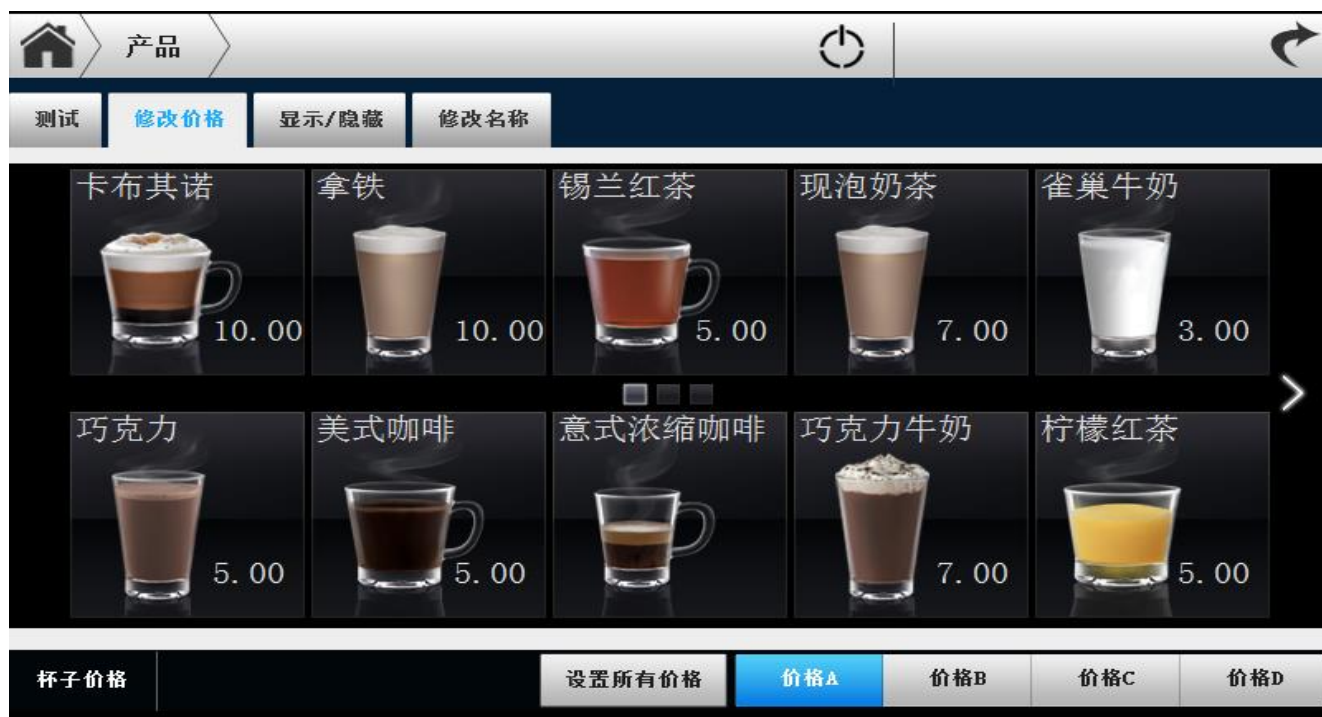 产品
测试 修改价格 显示/隐藏 修改名称
卡布其诺 拿铁 锡兰红茶 现泡奶茶 雀巢牛奶
10.00 10.00 5.00 7.00 3.00
巧克力 美式咖啡 意式浓缩咖啡 巧克力牛奶 柠檬红茶
5.00 5.00 7.00 5.00
杯子价格 设置所有价格 价格A 价格B 价格C 价格D